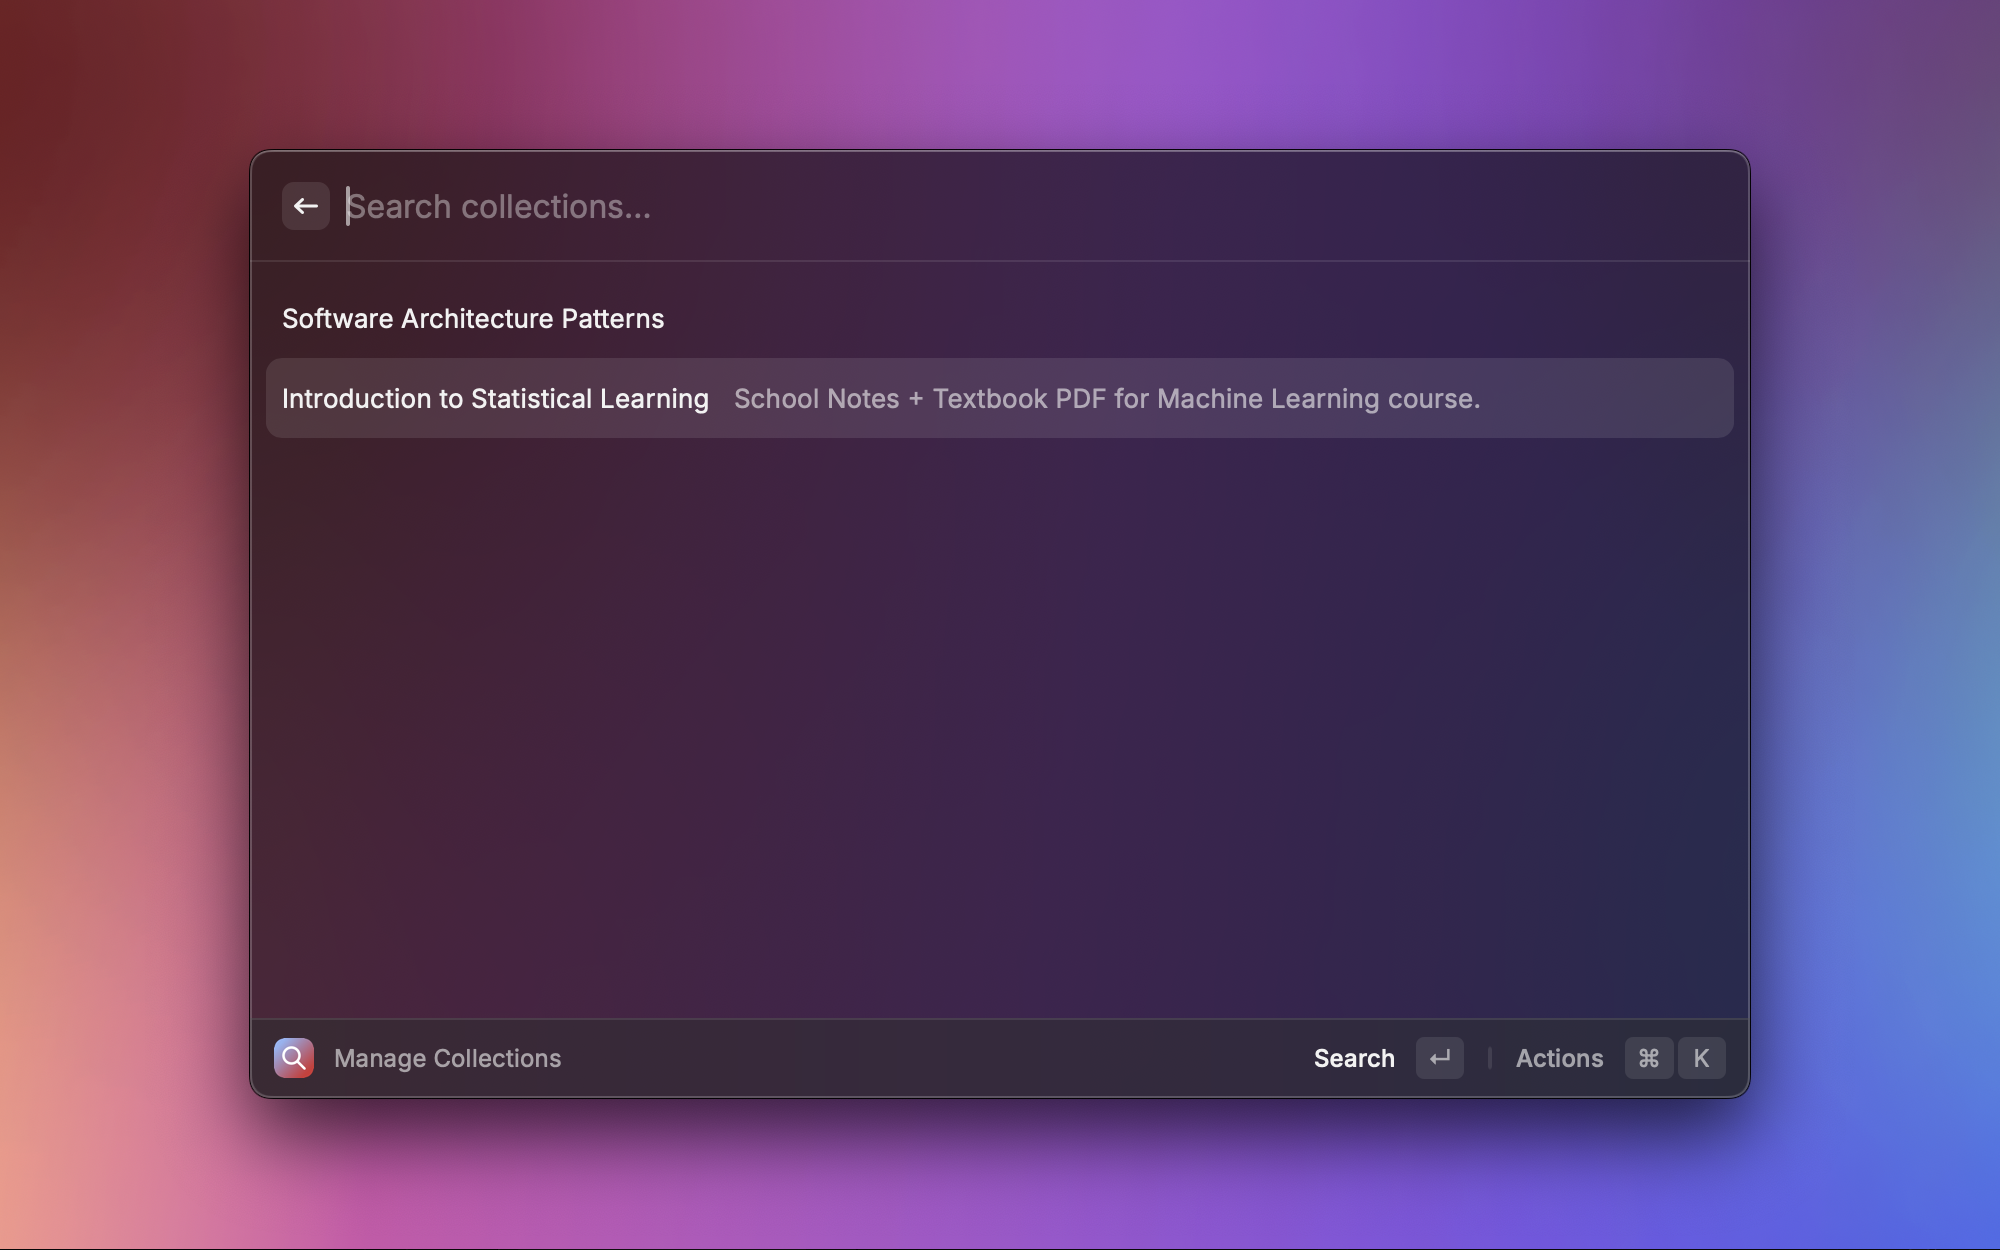 Search collections...
Software Architecture Patterns
Introduction to Statistical Learning School Notes + Textbook PDF for Machine Learning course.
Manage Collections Search ↵ Actions ⌘ K